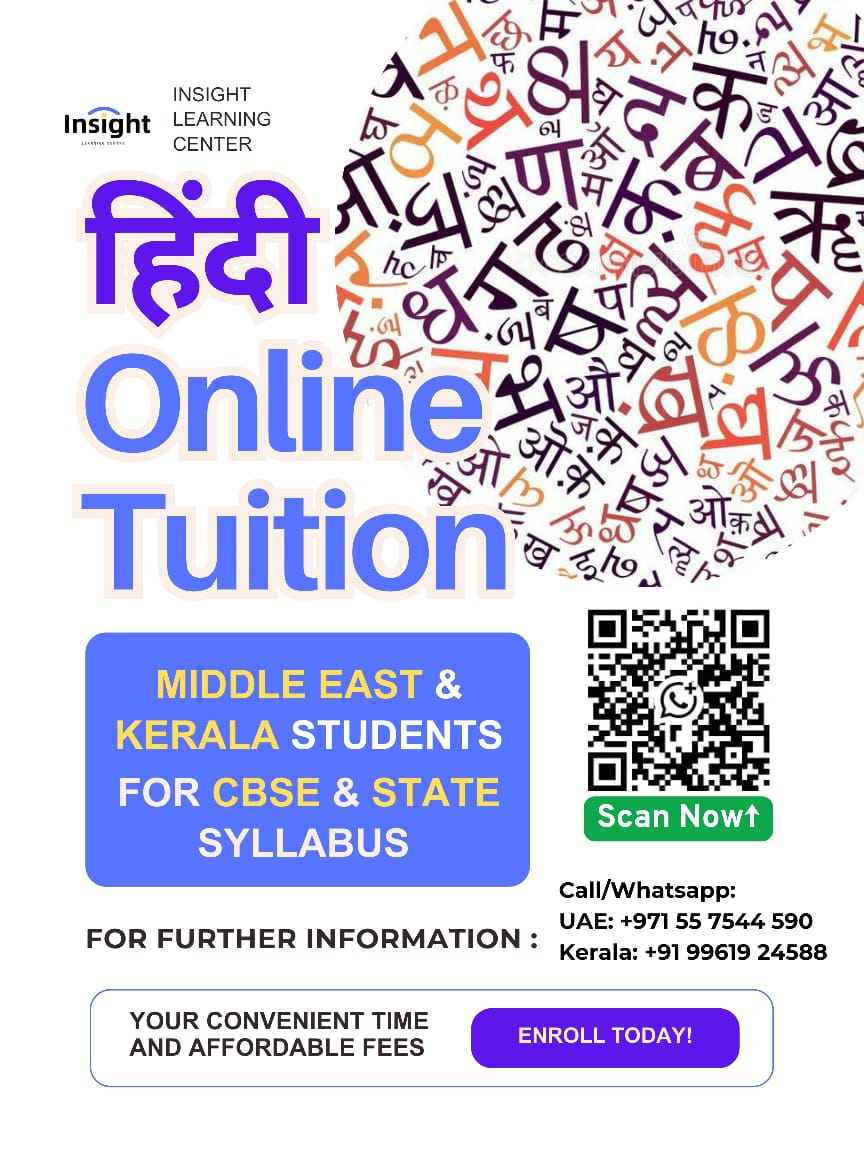 Insight
LEARNING CENTRE
INSIGHT
LEARNING
CENTER
हिंदी
Online
Tuition
MIDDLE EAST &
KERALA STUDENTS
FOR CBSE & STATE
SYLLABUS
Scan Now↑
Call/Whatsapp:
UAE: +971 55 7544 590
Kerala: +91 99619 24588
FOR FURTHER INFORMATION :
YOUR CONVENIENT TIME
AND AFFORDABLE FEES
ENROLL TODAY!